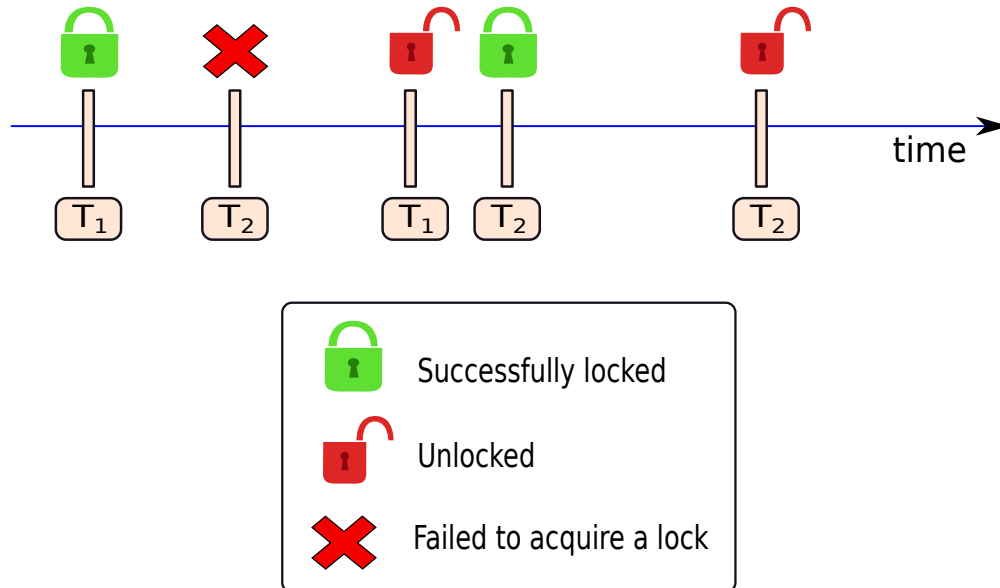 time
T₁ T₂ T₁ T₂ T₂
Successfully locked
Unlocked
Failed to acquire a lock